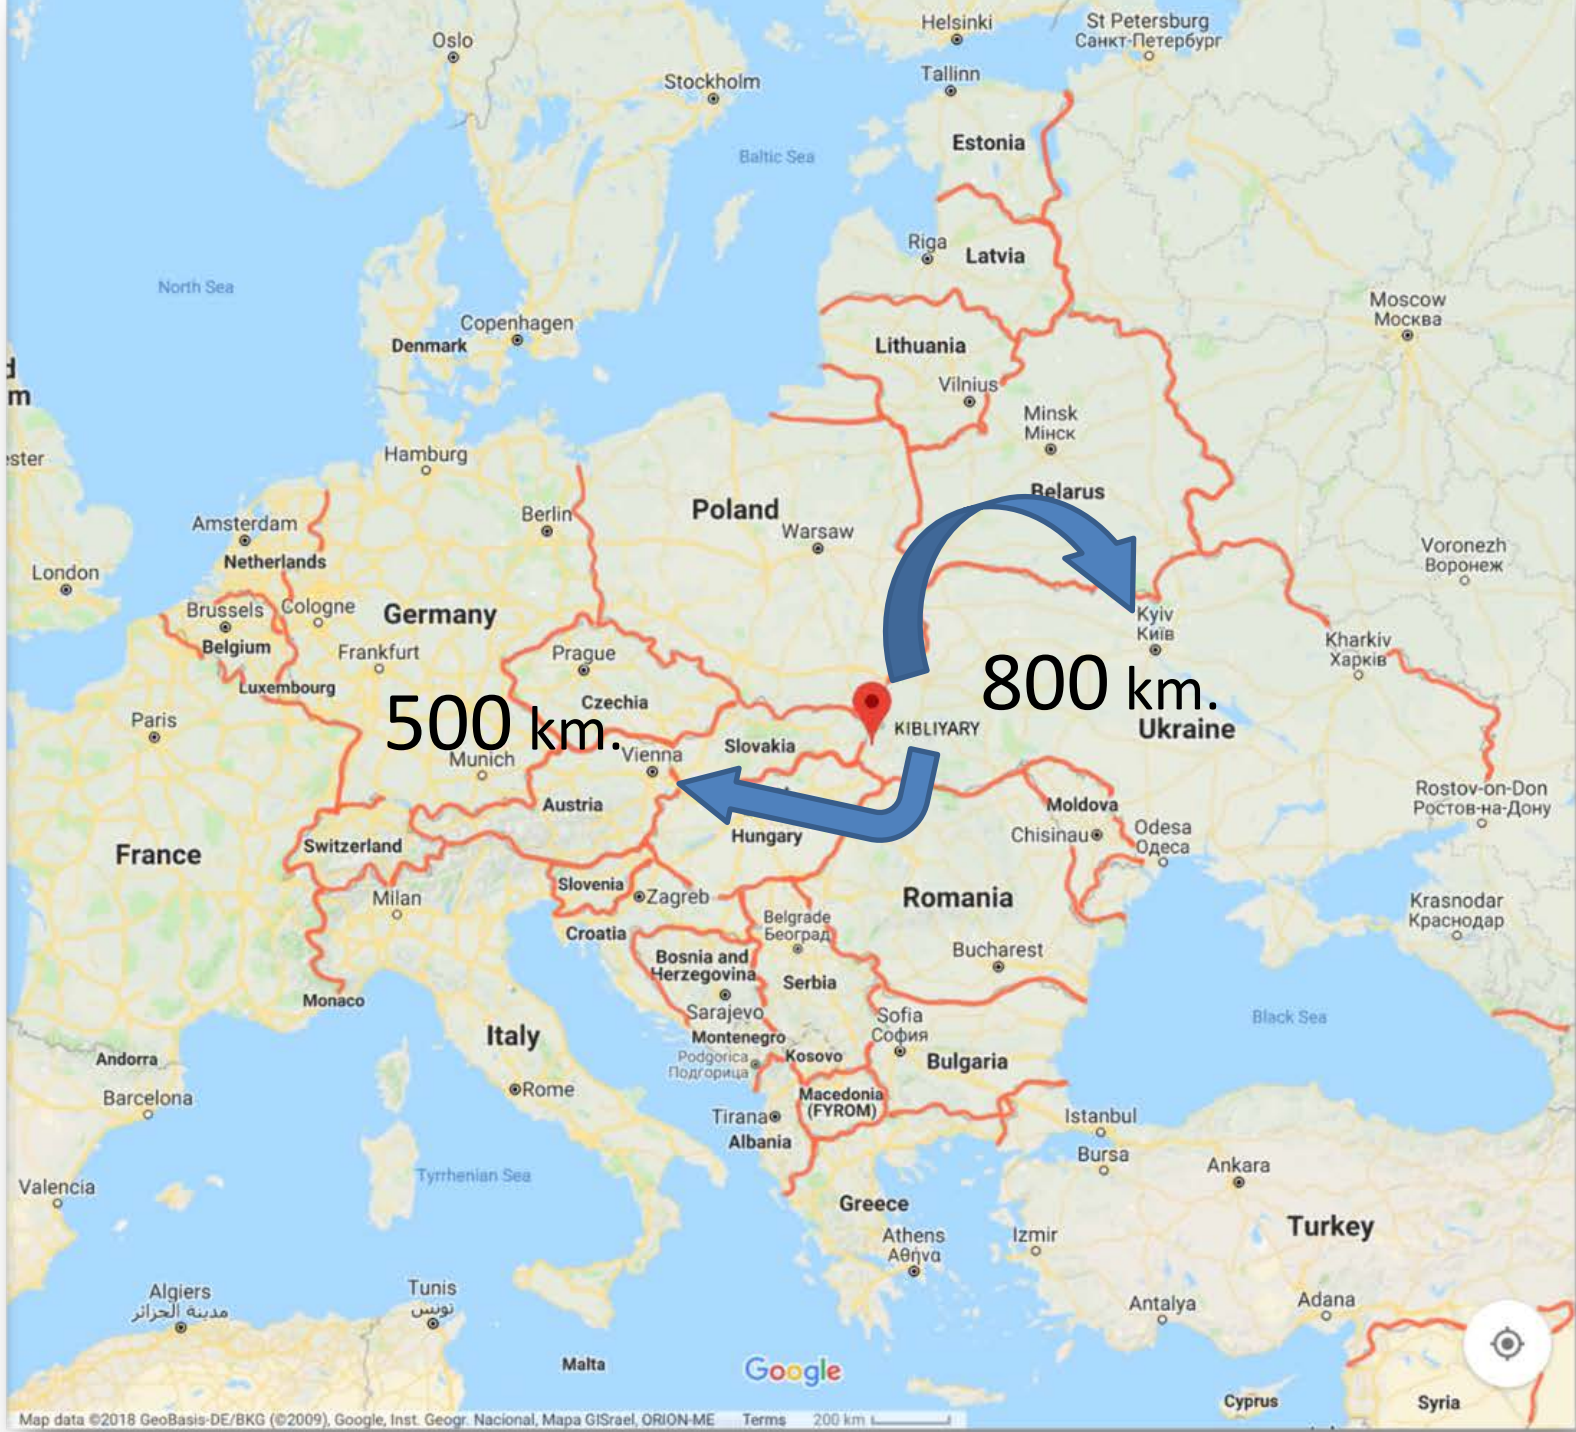 Helsinki
St Petersburg
Санкт-Петербург
Oslo
Tallinn
Stockholm
Estonia
Baltic Sea
Riga
Latvia
North Sea
Moscow
Москва
Copenhagen
Denmark
Lithuania
d
m
Vilnius
Minsk
Мінск
Hamburg
ester
Belarus
Poland
Berlin
Amsterdam
Warsaw
Voronezh
Воронеж
Netherlands
London
Brussels
Cologne
Germany
Kyiv
Київ
Belgium
Frankfurt
Prague
Kharkiv
Харків
Luxembourg
800 km.
Czechia
500 km.
Paris
KIBLIYARY
Ukraine
Slovakia
Vienna
Munich
Rostov-on-Don
Ростов-на-Дону
Austria
Moldova
Hungary
Chisinau
Odesa
Одеса
Switzerland
France
Slovenia
Zagreb
Milan
Romania
Krasnodar
Краснодар
Belgrade
Београд
Croatia
Bucharest
Bosnia and
Herzegovina
Serbia
Monaco
Sarajevo
Sofia
София
Black Sea
Italy
Montenegro
Podgorica
Подгорица
Kosovo
Andorra
Bulgaria
Rome
Barcelona
Macedonia
(FYROM)
Tirana
Istanbul
Albania
Bursa
Ankara
Tyrrhenian Sea
Valencia
Greece
Turkey
Athens
Αθήνα
Izmir
Algiers
مدينة الجزائر
Tunis
تونس
Antalya
Adana
Malta
Google
Cyprus
Syria
Map data ©2018 GeoBasis-DE/BKG (©2009), Google, Inst. Geogr. Nacional, Mapa GISrael, ORION-ME Terms 200 km